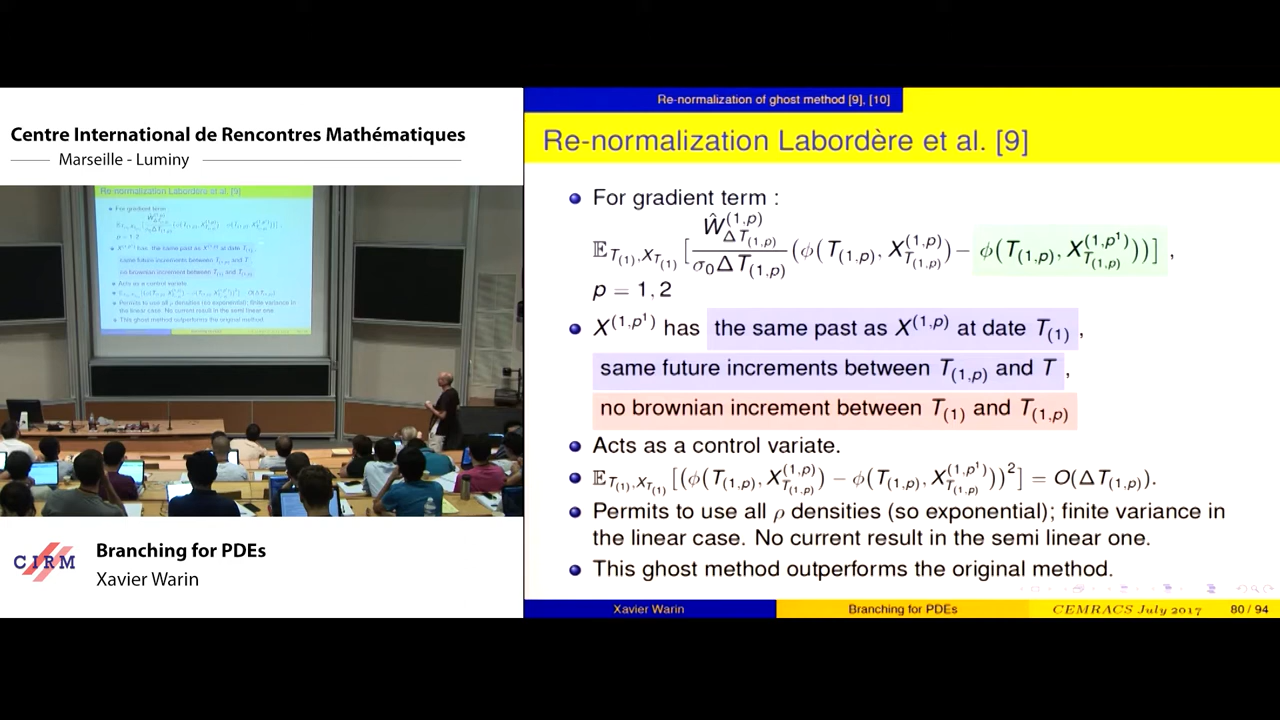 Centre International de Rencontres Mathématiques
Marseille - Luminy
CIRM
Branching for PDEs
Xavier Warin
Re-normalization of ghost method [9], [10]
Re-normalization Labordère et al. [9]
For gradient term :
𝔼_{T_{(1)}, X_{T_{(1)}}} [ \frac{Ŵ^{(1,p)}_{ΔT_{(1,p)}}}{σ_0 ΔT_{(1,p)}} (ϕ(T_{(1,p)}, X^{(1,p)}_{T_{(1,p)}}) − ϕ(T_{(1,p)}, X^{(1,p^1)}_{T_{(1,p)}}))] ,
p = 1, 2
X^{(1,p^1)} has the same past as X^{(1,p)} at date T_{(1)} ,
same future increments between T_{(1,p)} and T ,
no brownian increment between T_{(1)} and T_{(1,p)}
Acts as a control variate.
𝔼_{T_{(1)}, X_{T_{(1)}}} [(ϕ(T_{(1,p)}, X^{(1,p)}_{T_{(1,p)}}) − ϕ(T_{(1,p)}, X^{(1,p^1)}_{T_{(1,p)}}))^2] = O(ΔT_{(1,p)}).
Permits to use all ρ densities (so exponential); finite variance in
the linear case. No current result in the semi linear one.
This ghost method outperforms the original method.
Xavier Warin
Branching for PDEs
CEMRACS July 2017
80 / 94